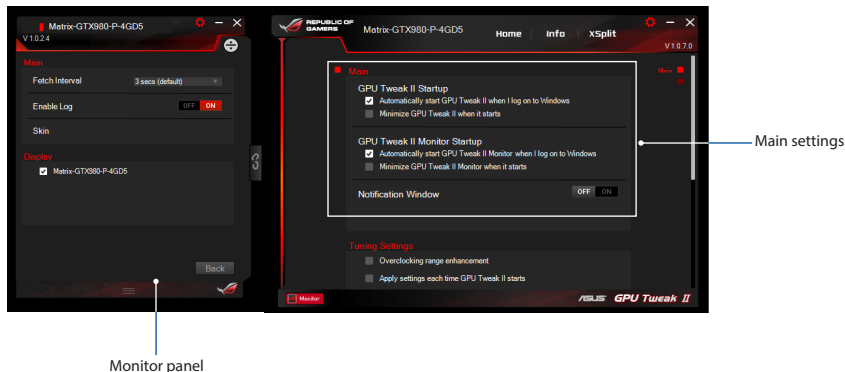 Matrix-GTX980-P-4GD5
V 1.0.2.4
Main
Fetch Interval 3 secs (default)
Enable Log OFF ON
Skin
Display
Matrix-GTX980-P-4GD5
Back
Monitor panel
REPUBLIC OF
GAMERS
Matrix-GTX980-P-4GD5 Home Info XSplit
V 1.0.7.0
Main
Main
GPU Tweak II Startup
Automatically start GPU Tweak II when I log on to Windows
Minimize GPU Tweak II when it starts
GPU Tweak II Monitor Startup
Automatically start GPU Tweak II Monitor when I log on to Windows
Minimize GPU Tweak II Monitor when it starts
Notification Window OFF ON
Tuning Settings
Overclocking range enhancement
Apply settings each time GPU Tweak II starts
Monitor
ASUS GPU Tweak II
Main settings